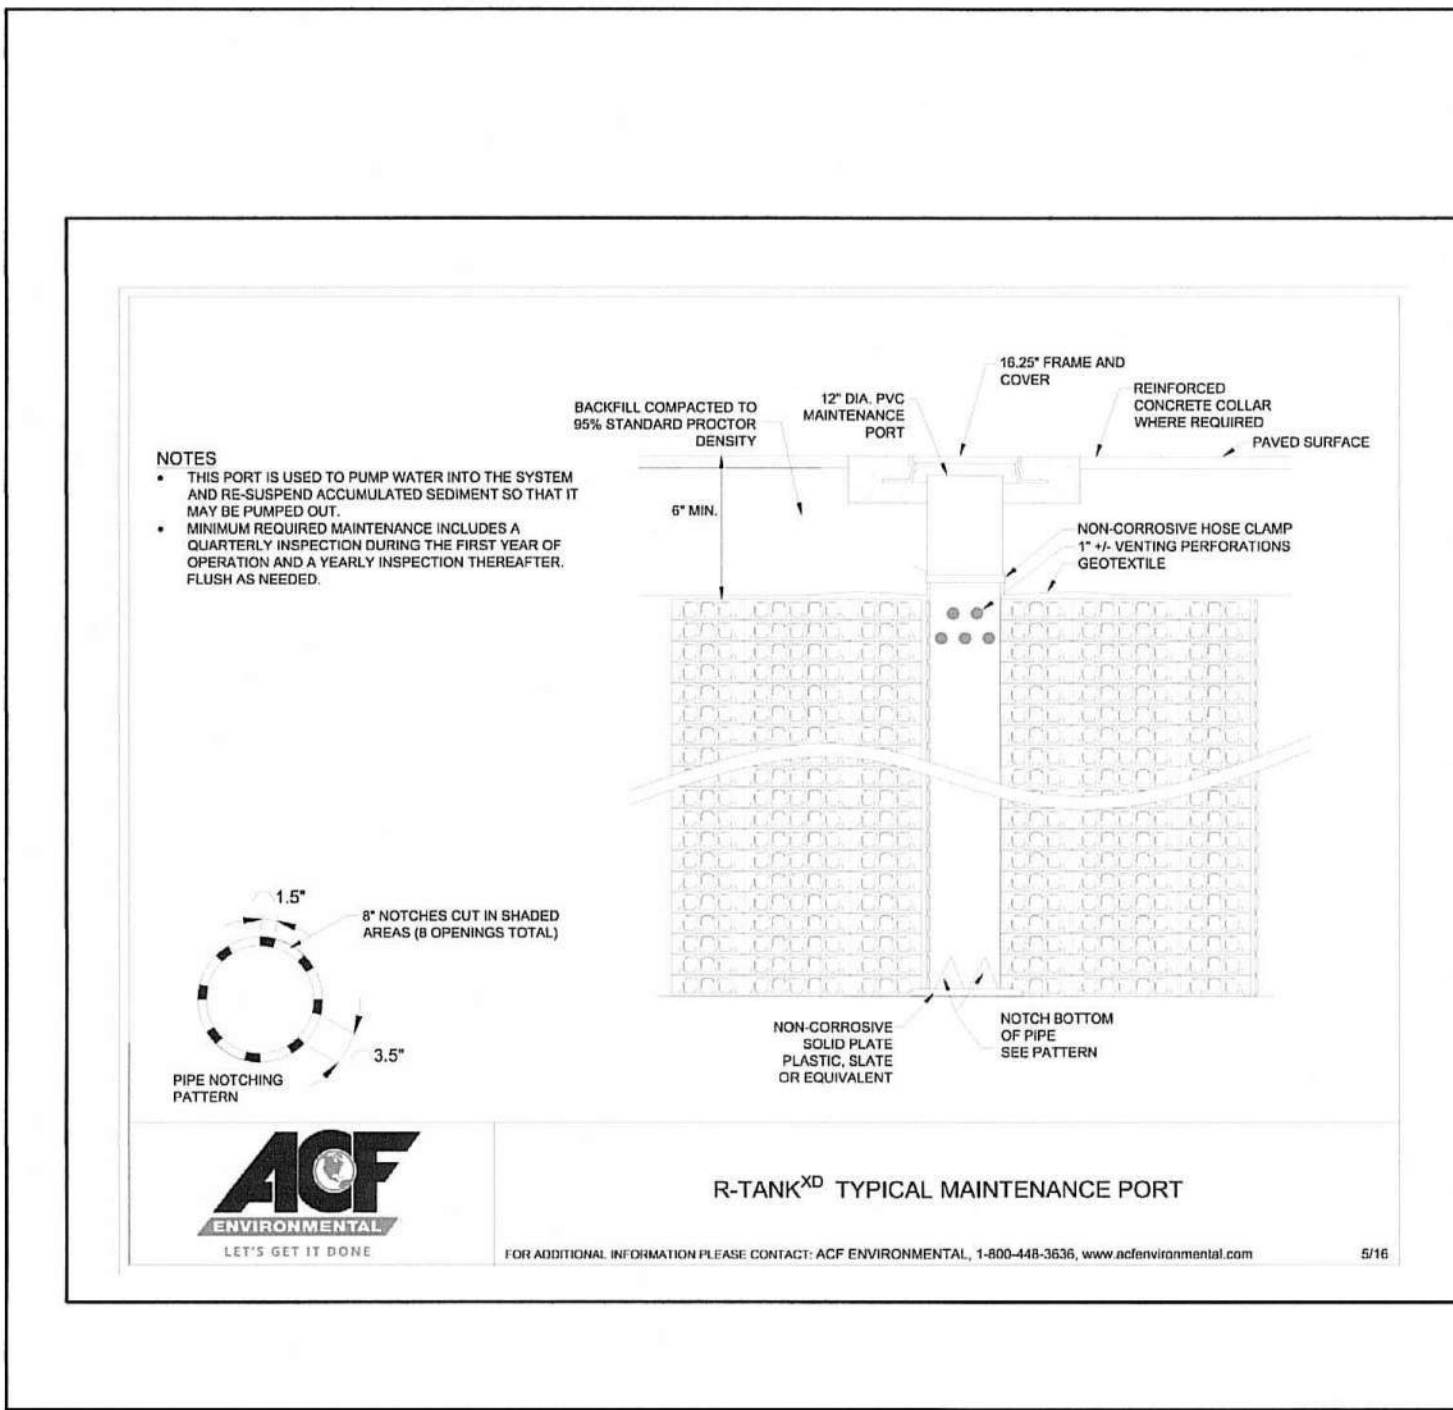 16.25" FRAME AND
COVER
12" DIA. PVC
MAINTENANCE
PORT
REINFORCED
CONCRETE COLLAR
WHERE REQUIRED
BACKFILL COMPACTED TO
95% STANDARD PROCTOR
DENSITY
PAVED SURFACE
NOTES
• THIS PORT IS USED TO PUMP WATER INTO THE SYSTEM
AND RE-SUSPEND ACCUMULATED SEDIMENT SO THAT IT
MAY BE PUMPED OUT.
• MINIMUM REQUIRED MAINTENANCE INCLUDES A
QUARTERLY INSPECTION DURING THE FIRST YEAR OF
OPERATION AND A YEARLY INSPECTION THEREAFTER.
FLUSH AS NEEDED.
6" MIN.
NON-CORROSIVE HOSE CLAMP
1" +/- VENTING PERFORATIONS
GEOTEXTILE
1.5"
8" NOTCHES CUT IN SHADED
AREAS (8 OPENINGS TOTAL)
3.5"
PIPE NOTCHING
PATTERN
NON-CORROSIVE
SOLID PLATE
PLASTIC, SLATE
OR EQUIVALENT
NOTCH BOTTOM
OF PIPE
SEE PATTERN
ACF
ENVIRONMENTAL
LET'S GET IT DONE
R-TANK^XD TYPICAL MAINTENANCE PORT
FOR ADDITIONAL INFORMATION PLEASE CONTACT: ACF ENVIRONMENTAL, 1-800-448-3636, www.acfenvironmental.com
5/16